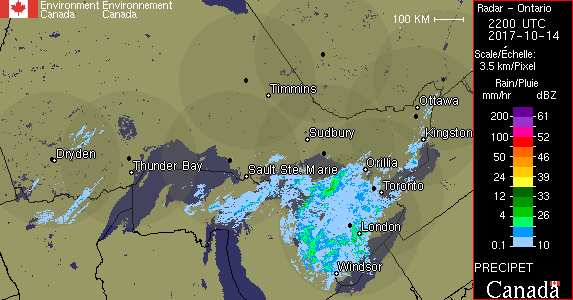 Environment Environnement
Canada Canada
Radar - Ontario
2200 UTC
2017-10-14
100 KM
Scale/Échelle:
3.5 km/Pixel
Rain/Pluie
mm/hr dBZ
200 61
100 52
50 46
24 39
12 33
4 26
0.1 10
PRECIPET
Canada
Timmins
Ottawa
Sudbury
Kingston
Dryden
Thunder Bay
Sault Ste. Marie
Orillia
Toronto
London
Windsor